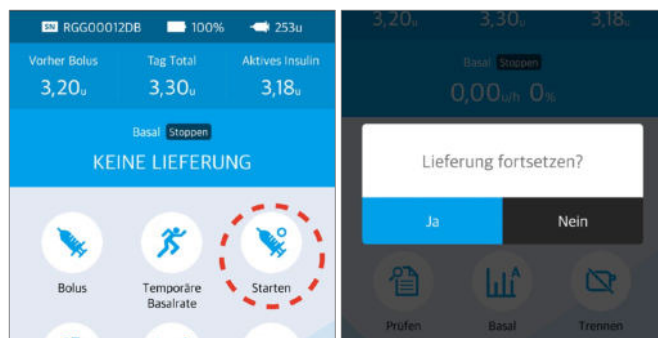 SN RGG00012DB 100% 253u
Vorher Bolus Tag Total Aktives Insulin
3,20u 3,30u 3,18u
Basal Stoppen
KEINE LIEFERUNG
Bolus Temporäre Basalrate Starten
3,20u 3,30u 3,18u
Basal Stoppen
0,00u/h 0%
Lieferung fortsetzen?
Ja Nein
Prüfen Basal Trennen